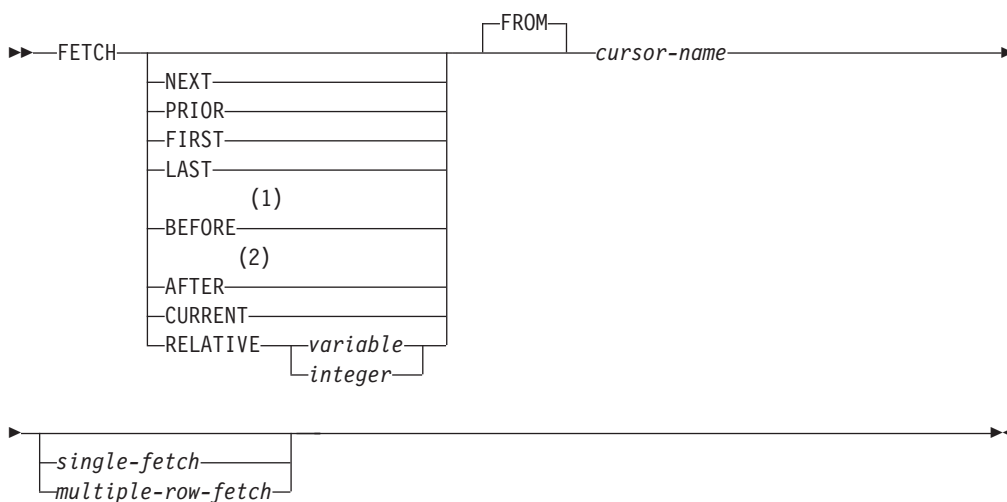 FROM
FETCH cursor-name
NEXT
PRIOR
FIRST
LAST
(1)
BEFORE
(2)
AFTER
CURRENT
RELATIVE variable
integer
single-fetch
multiple-row-fetch